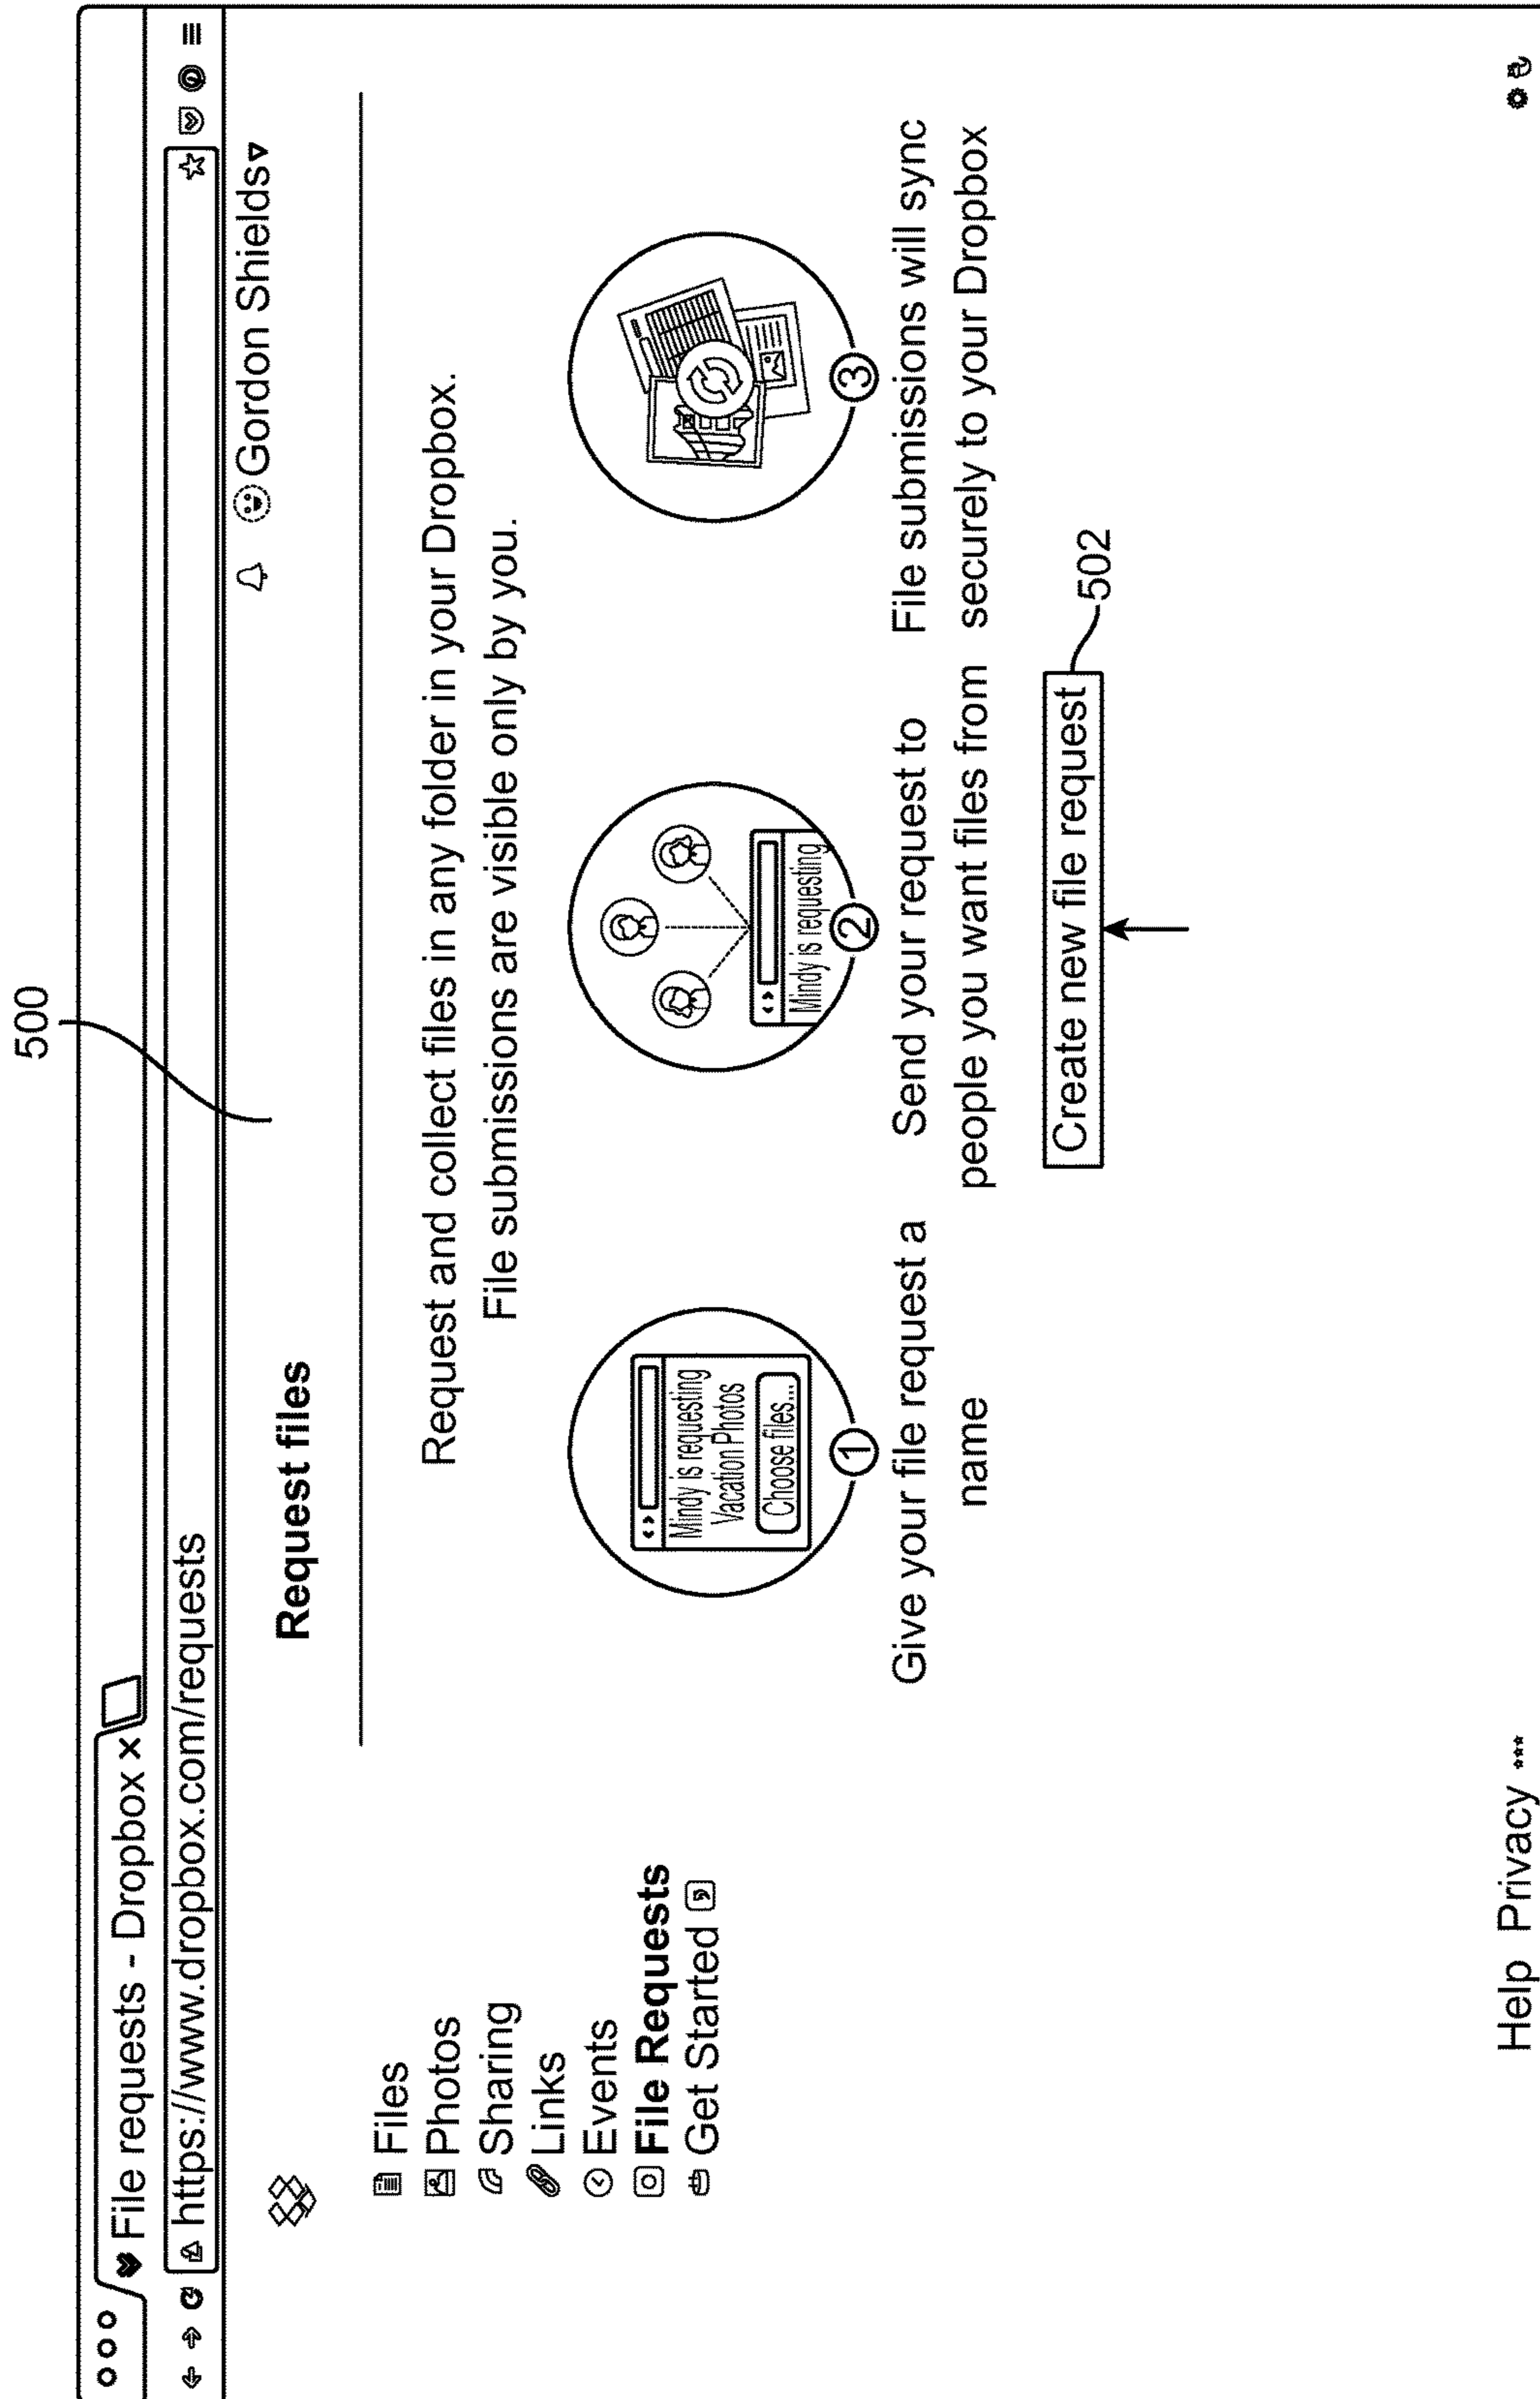 500
File requests - Dropbox x
https://www.dropbox.com/requests
Gordon Shields
Request files
Files
Photos
Sharing
Links
Events
File Requests
Get Started
Request and collect files in any folder in your Dropbox.
File submissions are visible only by you.
Mindy is requesting
Vacation Photos
Choose files...
1
Give your file request a
name
Mindy is requesting
2
Send your request to
people you want files from
3
File submissions will sync
securely to your Dropbox
Create new file request
502
Help Privacy